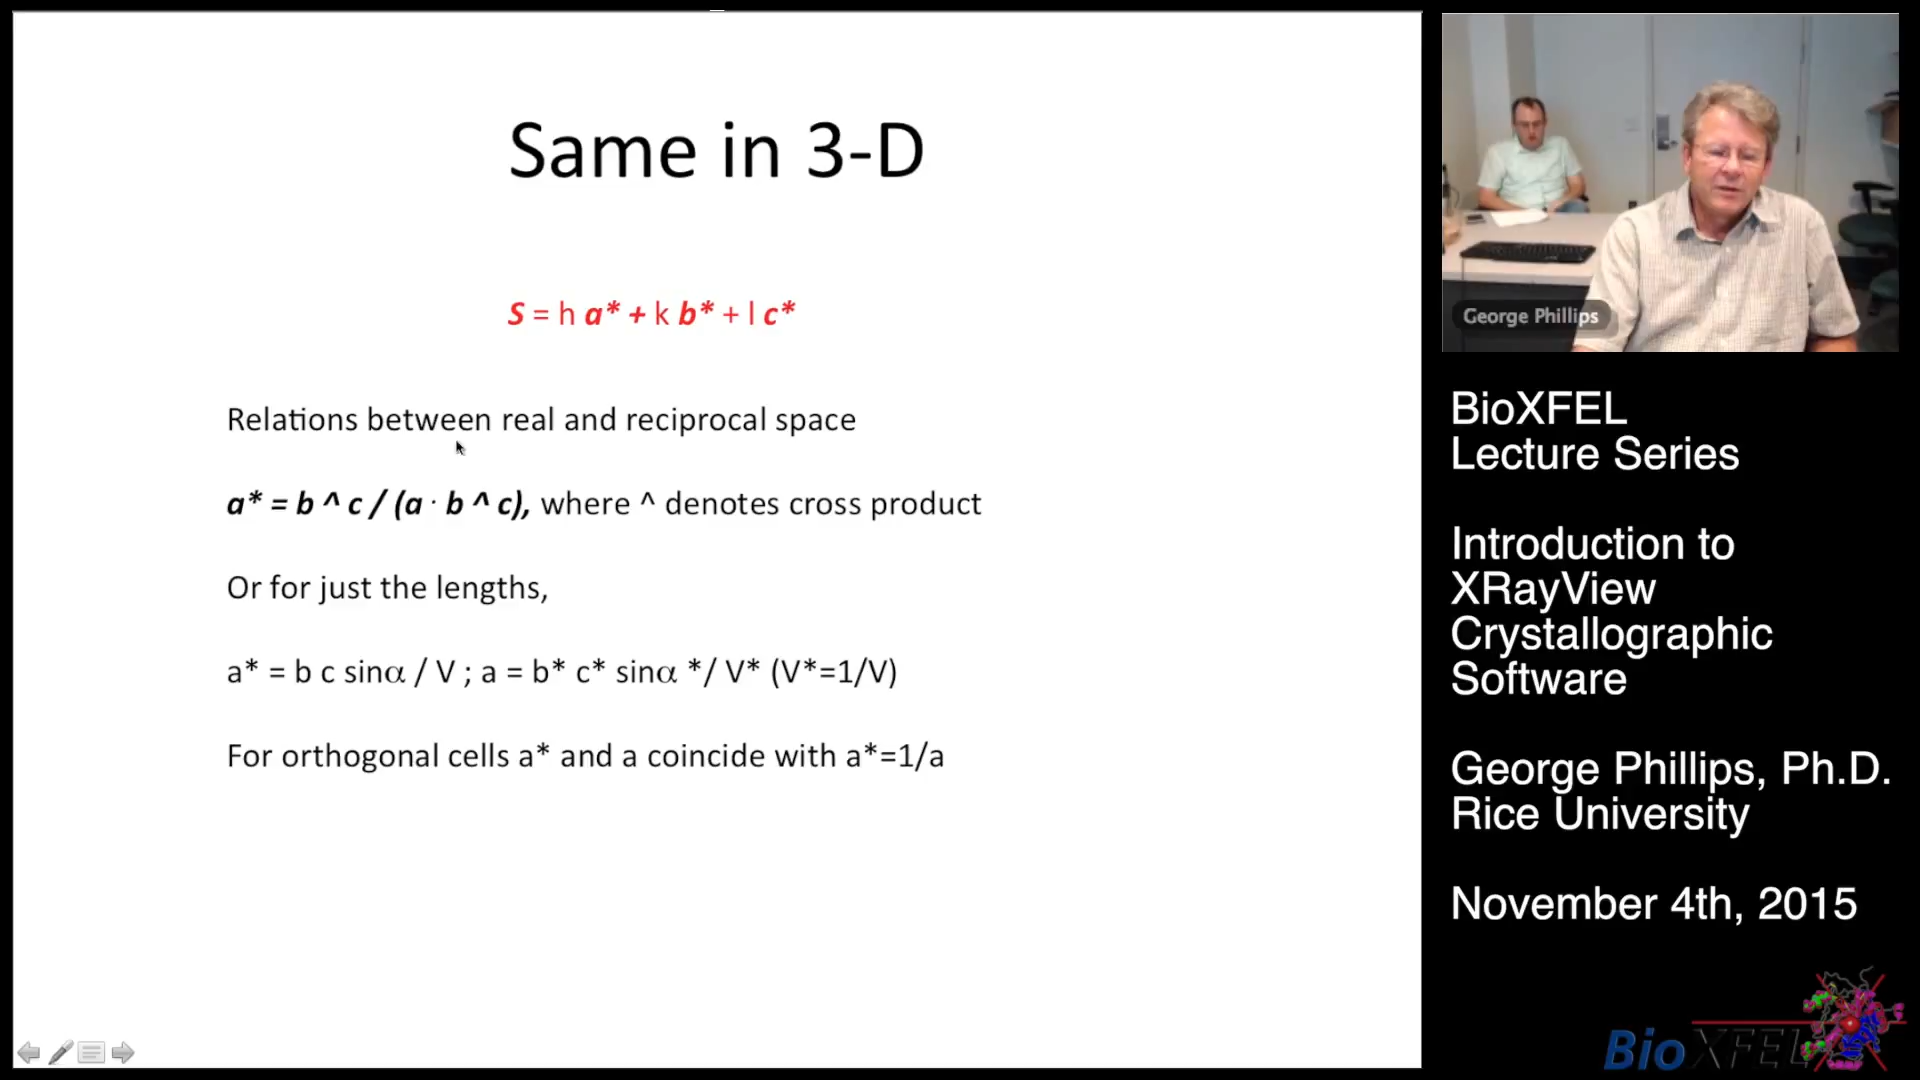 Same in 3-D
S = h a* + k b* + l c*
Relations between real and reciprocal space
a* = b ^ c / (a · b ^ c), where ^ denotes cross product
Or for just the lengths,
a* = b c sinα / V ; a = b* c* sinα */ V* (V*=1/V)
For orthogonal cells a* and a coincide with a*=1/a
George Phillips
BioXFEL
Lecture Series
Introduction to
XRayView
Crystallographic
Software
George Phillips, Ph.D.
Rice University
November 4th, 2015
BioXFEL